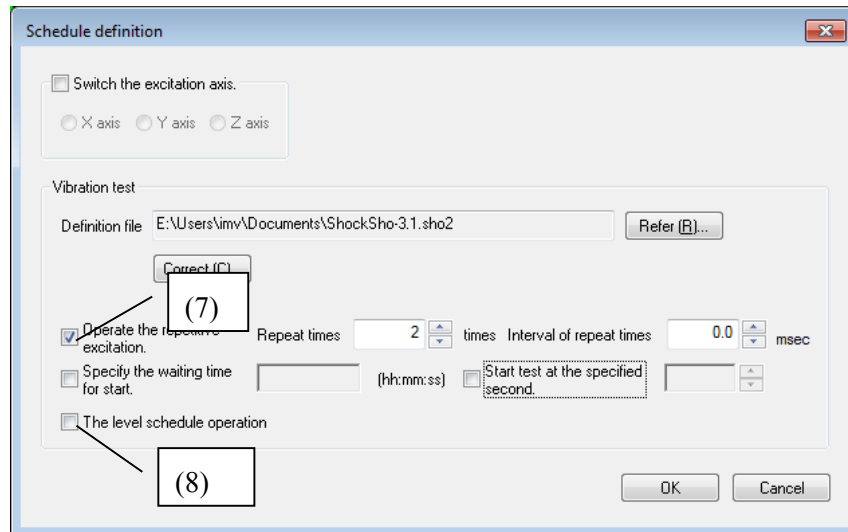 Schedule definition
Switch the excitation axis.
X axis Y axis Z axis
Vibration test
Definition file E:\Users\imv\Documents\ShockSho-3.1.sho2 Refer (R)...
Correct (C)...
(7)
Operate the repetitive excitation. Repeat times 2 times Interval of repeat times 0.0 msec
Specify the waiting time for start. (hh:mm:ss) Start test at the specified second.
The level schedule operation
(8)
OK Cancel